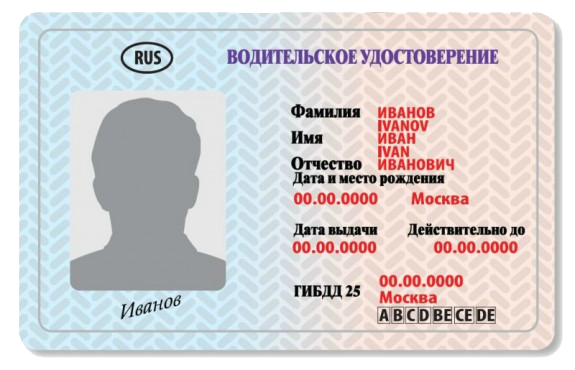 RUS ВОДИТЕЛЬСКОЕ УДОСТОВЕРЕНИЕ
Фамилия ИВАНОВ
IVANOV
Имя ИВАН
IVAN
Отчество ИВАНОВИЧ
Дата и место рождения
00.00.0000 Москва
Дата выдачи Действительно до
00.00.0000 00.00.0000
ГИБДД 25 00.00.0000
Москва
Иванов
A B C D BE CE DE